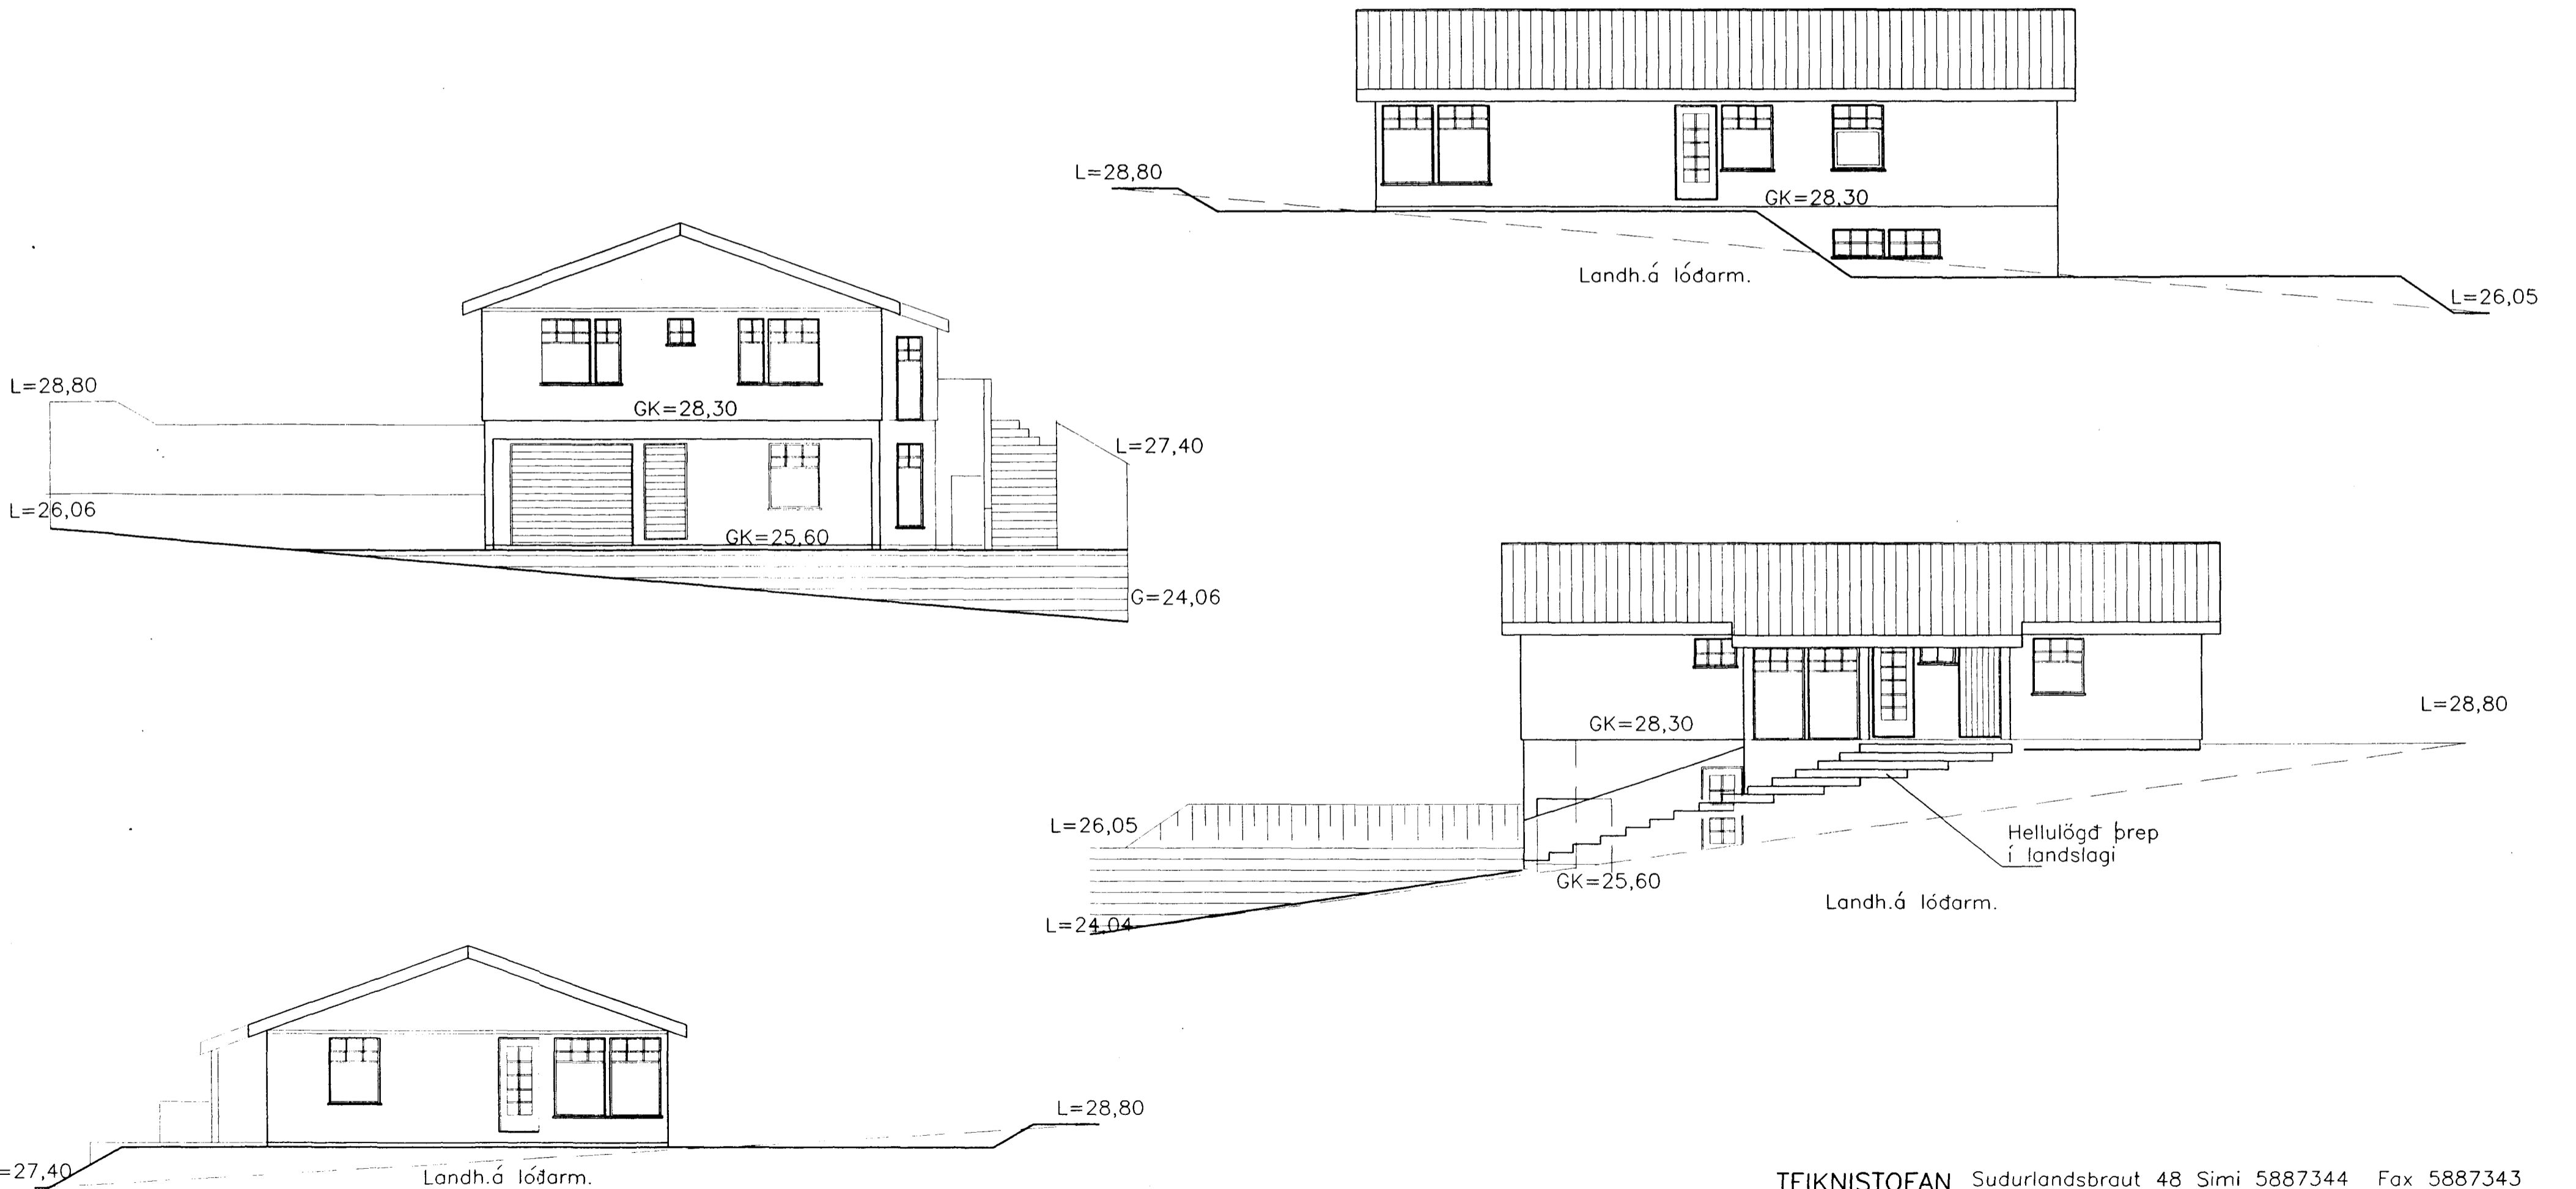 L=28,80
GK=28,30
Landh.á lóðarm.
L=26,05
L=28,80
GK=28,30
L=27,40
L=26,06
GK=25,60
G=24,06
GK=28,30
L=28,80
L=26,05
Hellulögð þrep
í landslagi
GK=25,60
Landh.á lóðarm.
L=24,04
L=28,80
=27,40
Landh.á lóðarm.
TEIKNISTOFAN Sudurlandsbraut 48 Simi 5887344 Fax 5887343